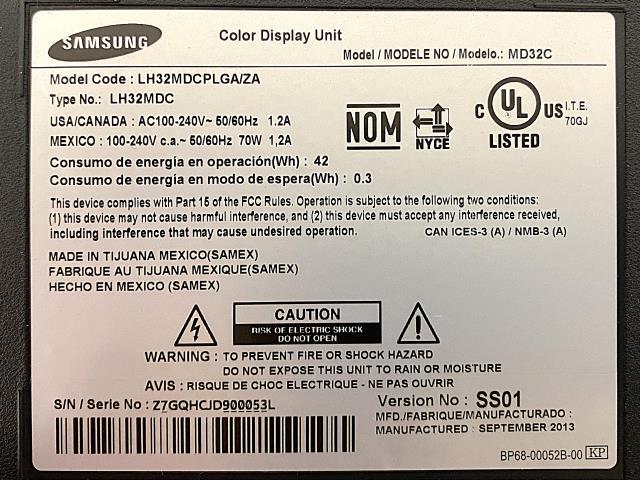 SAMSUNG
Color Display Unit
Model / MODELE NO / Modelo.: MD32C
Model Code : LH32MDCPLGA/ZA
Type No.: LH32MDC
USA/CANADA : AC100-240V~ 50/60Hz 1.2A
MEXICO : 100-240V c.a.~ 50/60Hz 70W 1,2A
Consumo de energía en operación(Wh) : 42
Consumo de energía en modo de espera(Wh) : 0.3
NOM
NYCE
C UL US
LISTED
I.T.E.
70GJ
This device complies with Part 15 of the FCC Rules. Operation is subject to the following two conditions:
(1) this device may not cause harmful interference, and (2) this device must accept any interference received,
including interference that may cause undesired operation.
CAN ICES-3 (A) / NMB-3 (A)
MADE IN TIJUANA MEXICO(SAMEX)
FABRIQUE AU TIJUANA MEXIQUE(SAMEX)
HECHO EN MEXICO (SAMEX)
CAUTION
RISK OF ELECTRIC SHOCK
DO NOT OPEN
WARNING : TO PREVENT FIRE OR SHOCK HAZARD
DO NOT EXPOSE THIS UNIT TO RAIN OR MOISTURE
AVIS : RISQUE DE CHOC ELECTRIQUE - NE PAS OUVRIR
S/N / Serie No : Z7GQHCJD900053L
Version No : SS01
MFD./FABRIQUE/MANUFACTURADO :
MANUFACTURED : SEPTEMBER 2013
BP68-00052B-00 KP